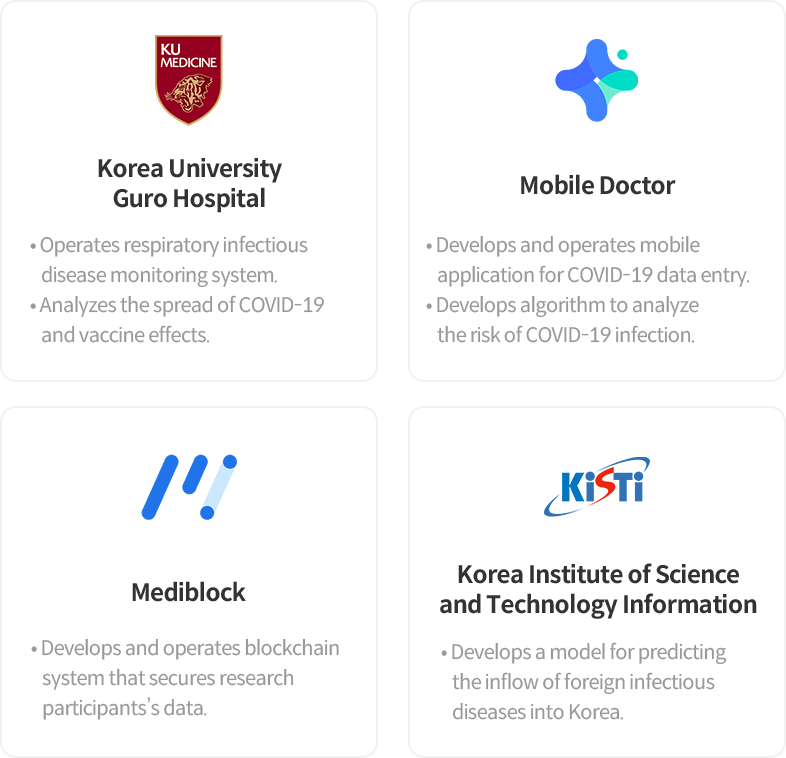 KU
MEDICINE
Korea University
Guro Hospital
• Operates respiratory infectious
disease monitoring system.
• Analyzes the spread of COVID-19
and vaccine effects.
Mobile Doctor
• Develops and operates mobile
application for COVID-19 data entry.
• Develops algorithm to analyze
the risk of COVID-19 infection.
Mediblock
• Develops and operates blockchain
system that secures research
participants’s data.
KiSTi
Korea Institute of Science
and Technology Information
• Develops a model for predicting
the inflow of foreign infectious
diseases into Korea.